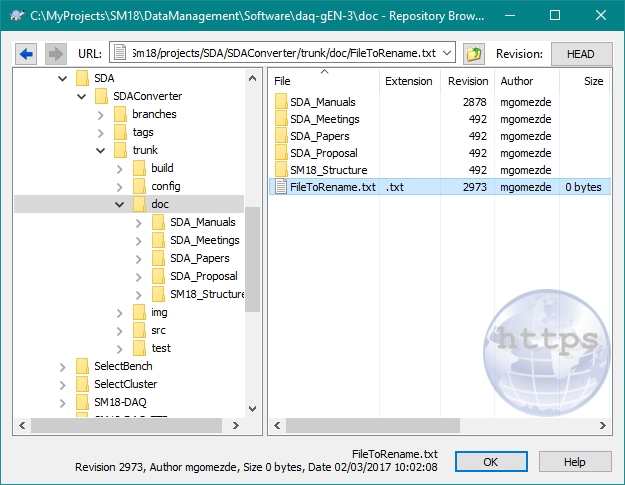 C:\MyProjects\SM18\DataManagement\Software\daq-gEN-3\doc - Repository Brow...
URL: Sm18/projects/SDA/SDAConverter/trunk/doc/FileToRename.txt Revision: HEAD
SDA
SDAConverter
branches
tags
trunk
build
config
doc
SDA_Manuals
SDA_Meetings
SDA_Papers
SDA_Proposal
SM18_Structure
img
src
test
SelectBench
SelectCluster
SM18-DAQ
File Extension Revision Author Size
SDA_Manuals 2878 mgomezde
SDA_Meetings 492 mgomezde
SDA_Papers 492 mgomezde
SDA_Proposal 492 mgomezde
SM18_Structure 492 mgomezde
FileToRename.txt .txt 2973 mgomezde 0 bytes
https
FileToRename.txt
Revision 2973, Author mgomezde, Size 0 bytes, Date 02/03/2017 10:02:08
OK Help